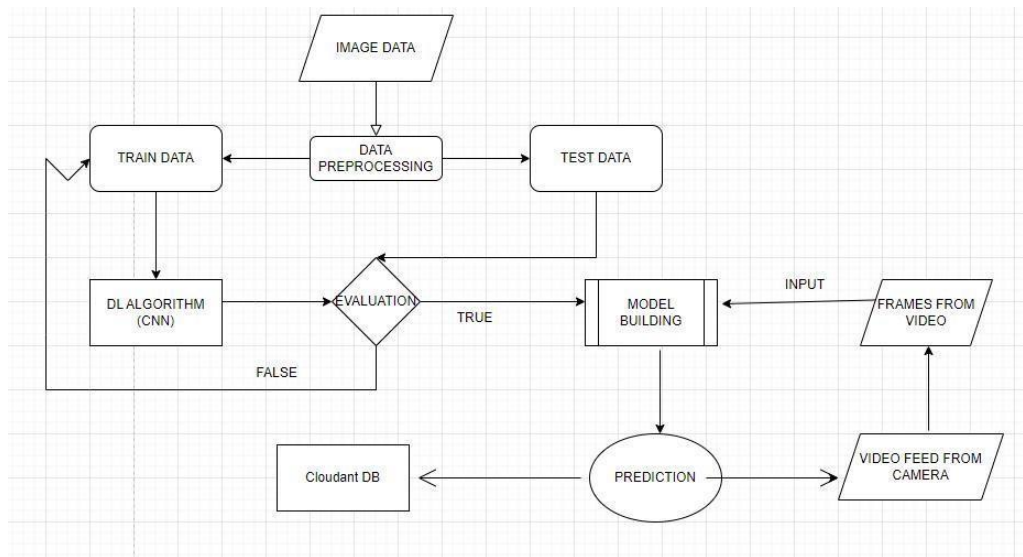 IMAGE DATA
TRAIN DATA
DATA
PREPROCESSING
TEST DATA
DL ALGORITHM
(CNN)
EVALUATION
TRUE
MODEL
BUILDING
INPUT
FRAMES FROM
VIDEO
FALSE
Cloudant DB
PREDICTION
VIDEO FEED FROM
CAMERA